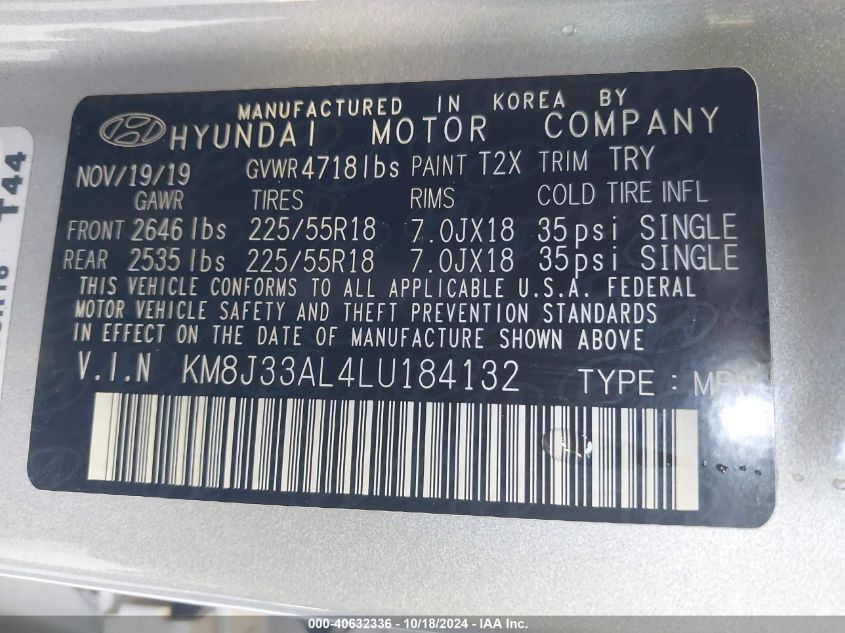 MANUFACTURED IN KOREA BY
HYUNDAI MOTOR COMPANY
NOV/19/19 GVWR 4718 lbs PAINT T2X TRIM TRY
GAWR TIRES RIMS COLD TIRE INFL
FRONT 2646 lbs 225/55R18 7.0JX18 35psi SINGLE
REAR 2535 lbs 225/55R18 7.0JX18 35psi SINGLE
THIS VEHICLE CONFORMS TO ALL APPLICABLE U.S.A. FEDERAL
MOTOR VEHICLE SAFETY AND THEFT PREVENTION STANDARDS
IN EFFECT ON THE DATE OF MANUFACTURE SHOWN ABOVE
V.I.N KM8J33AL4LU184132 TYPE :
T44
000-40632336 - 10/18/2024 - IAA Inc.